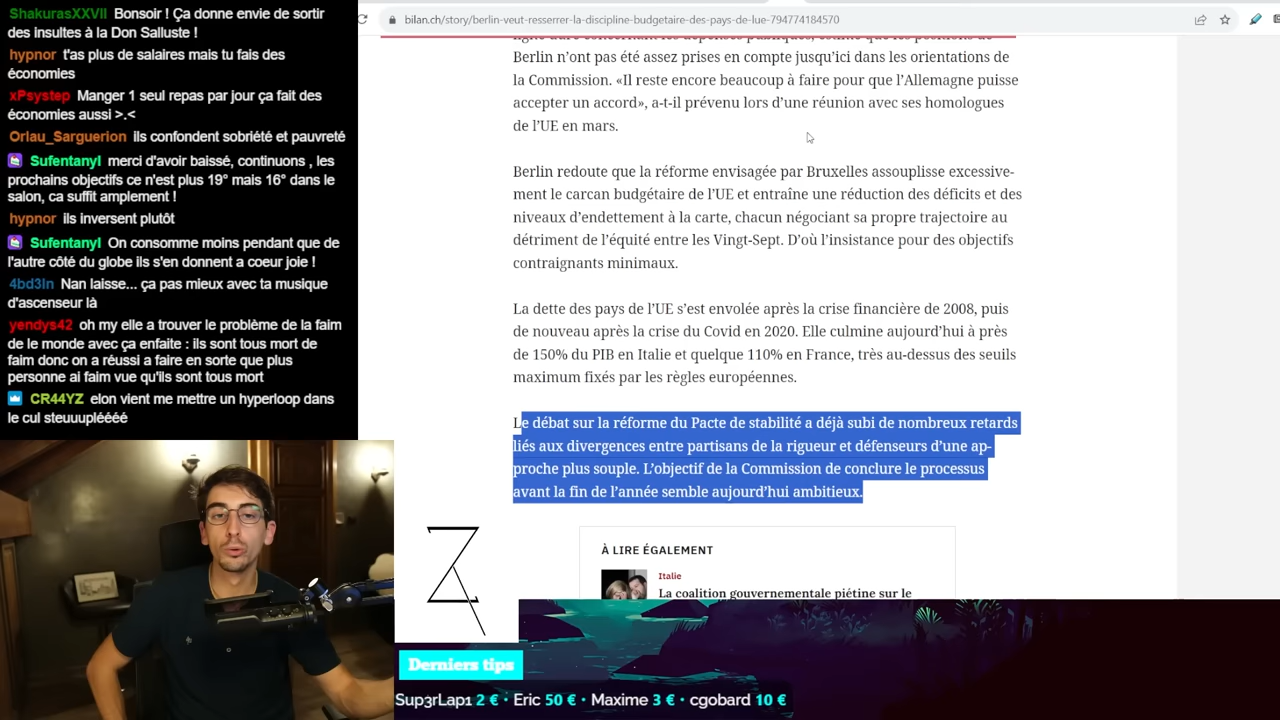 ShakurasXXVII Bonsoir ! Ça donne envie de sortir
des insultes à la Don Salluste !
hypnor t'as plus de salaires mais tu fais des
économies
xPsystep Manger 1 seul repas par jour ça fait des
économies aussi >.<
Orlau_Sarguerion ils confondent sobriété et pauvreté
Sufentanyl merci d'avoir baissé, continuons , les
prochains objectifs ce n'est plus 19° mais 16° dans le
salon, ca suffit amplement !
hypnor ils inversent plutôt
Sufentanyl On consomme moins pendant que de
l'autre côté du globe ils s'en donnent a coeur joie !
4bd3ln Nan laisse... ça pas mieux avec ta musique
d'ascenseur là
yendys42 oh my elle a trouver le problème de la faim
de le monde avec ça enfaite : ils sont tous mort de
faim donc on a réussi a faire en sorte que plus
personne ai faim vue qu'ils sont tous mort
CR44YZ elon vient me mettre un hyperloop dans
le cul steuuupléééé
bilan.ch/story/berlin-veut-resserrer-la-discipline-budgetaire-des-pays-de-lue-794774184570
ligne dure concernant les dépenses publiques, estime que les positions de
Berlin n'ont pas été assez prises en compte jusqu'ici dans les orientations de
la Commission. «Il reste encore beaucoup à faire pour que l'Allemagne puisse
accepter un accord», a-t-il prévenu lors d'une réunion avec ses homologues
de l'UE en mars.
Berlin redoute que la réforme envisagée par Bruxelles assouplisse excessive-
ment le carcan budgétaire de l'UE et entraîne une réduction des déficits et des
niveaux d'endettement à la carte, chacun négociant sa propre trajectoire au
détriment de l'équité entre les Vingt-Sept. D'où l'insistance pour des objectifs
contraignants minimaux.
La dette des pays de l'UE s'est envolée après la crise financière de 2008, puis
de nouveau après la crise du Covid en 2020. Elle culmine aujourd'hui à près
de 150% du PIB en Italie et quelque 110% en France, très au-dessus des seuils
maximum fixés par les règles européennes.
Le débat sur la réforme du Pacte de stabilité a déjà subi de nombreux retards
liés aux divergences entre partisans de la rigueur et défenseurs d'une ap-
proche plus souple. L'objectif de la Commission de conclure le processus
avant la fin de l'année semble aujourd'hui ambitieux.
À LIRE ÉGALEMENT
Italie
La coalition gouvernementale piétine sur le
Derniers tips
Sup3rLap1 2 € • Eric 50 € • Maxime 3 € • cgobard 10 €